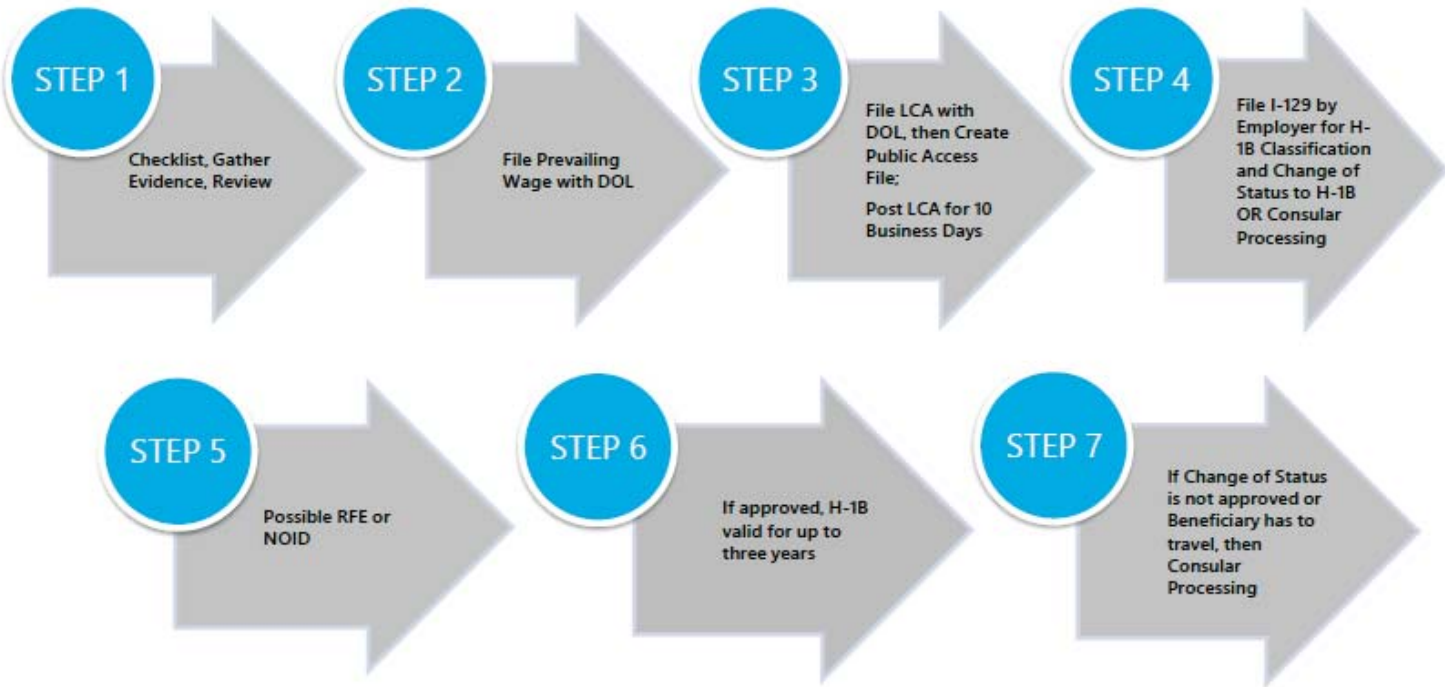 STEP 1
Checklist, Gather
Evidence, Review
STEP 2
File Prevailing
Wage with DOL
STEP 3
File LCA with
DOL, then Create
Public Access
File;
Post LCA for 10
Business Days
STEP 4
File I-129 by
Employer for H-
1B Classification
and Change of
Status to H-1B
OR Consular
Processing
STEP 5
Possible RFE or
NOID
STEP 6
If approved, H-1B
valid for up to
three years
STEP 7
If Change of Status
is not approved or
Beneficiary has to
travel, then
Consular
Processing